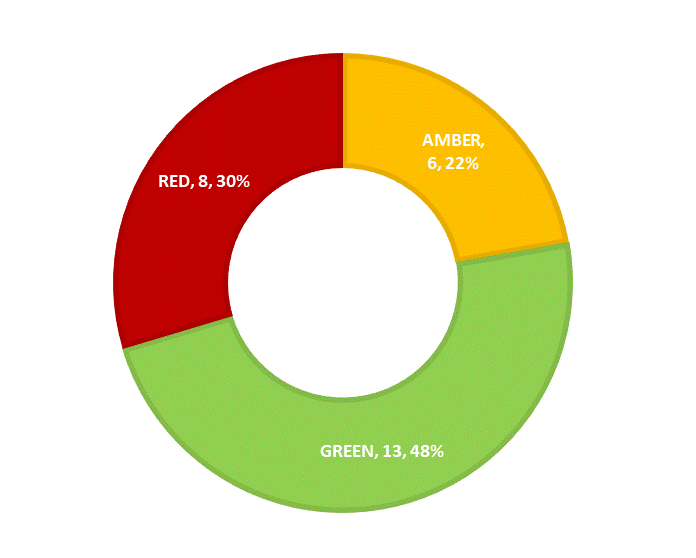 AMBER,
6, 22%
RED, 8, 30%
GREEN, 13, 48%